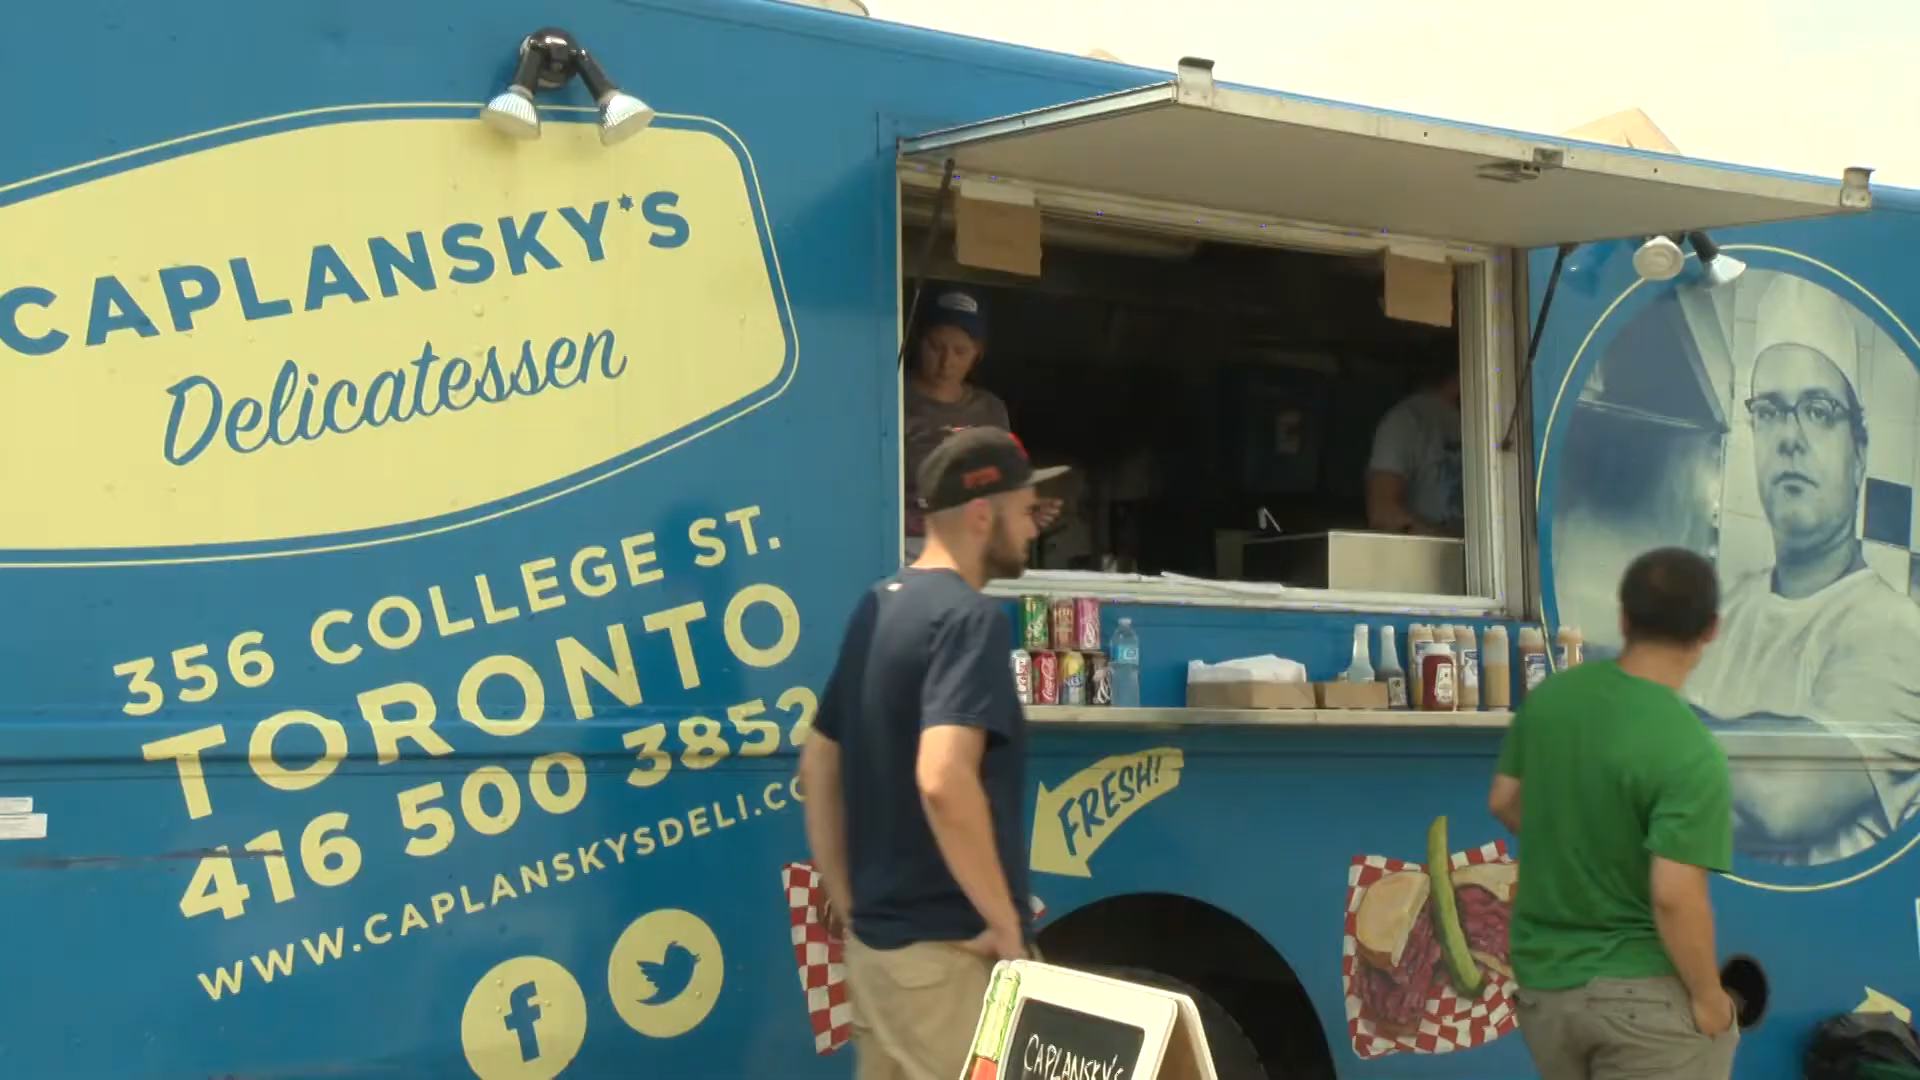 CAPLANSKY'S
Delicatessen
356 COLLEGE ST.
TORONTO
416 500 3852
WWW.CAPLANSKYSDELI.CO
FRESH!
CAPLANSKY'S